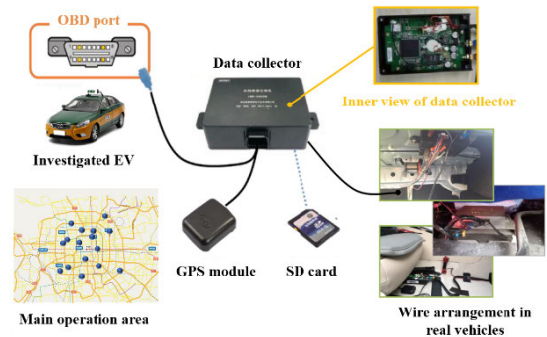 OBD port
Data collector
Inner view of data collector
Investigated EV
GPS module
SD card
Main operation area
Wire arrangement in
real vehicles